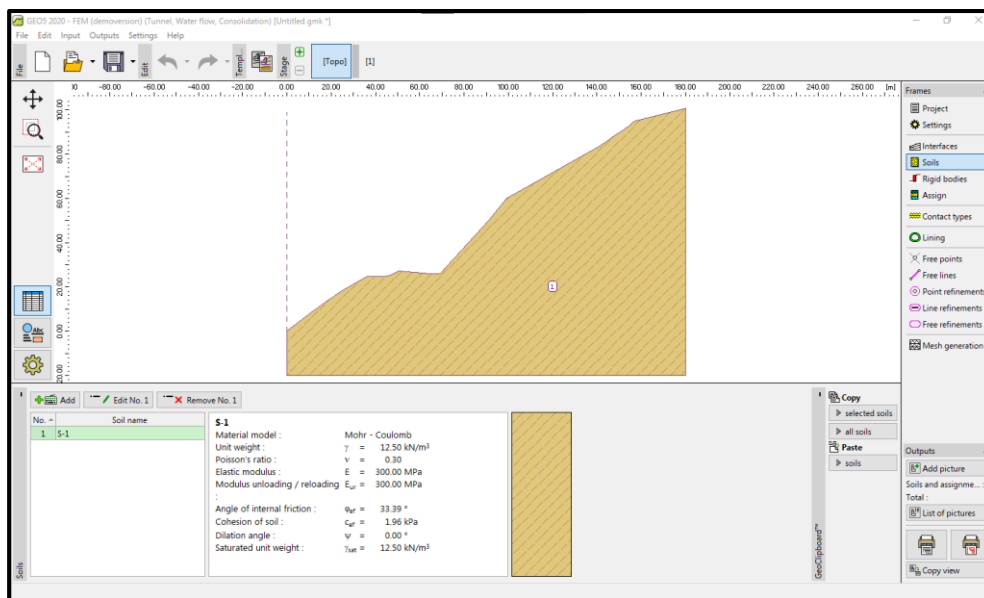 GEO5 2020 - FEM (demoversion) (Tunnel, Water flow, Consolidation) [Untitled.gmk *]
File Edit Input Outputs Settings Help
File Edit Templ... Stage [Topo] [1]
-80.00 -60.00 -40.00 -20.00 0.00 20.00 40.00 60.00 80.00 100.00 120.00 140.00 160.00 180.00 200.00 220.00 240.00 260.00 [m]
100.00
80.00
60.00
40.00
20.00
0.00
1
Abc
Frames
Project
Settings
Interfaces
Soils
Rigid bodies
Assign
Contact types
Lining
Free points
Free lines
Point refinements
Line refinements
Free refinements
Mesh generation
Add Edit No. 1 Remove No. 1
No. Soil name
1 S-1
Soils
S-1
Material model : Mohr - Coulomb
Unit weight : γ = 12.50 kN/m³
Poisson's ratio : ν = 0.30
Elastic modulus : E = 300.00 MPa
Modulus unloading / reloading Eur = 300.00 MPa
:
Angle of internal friction : φef = 33.39 °
Cohesion of soil : cef = 1.96 kPa
Dilation angle : ψ = 0.00 °
Saturated unit weight : γsat = 12.50 kN/m³
GeoClipboard™
Copy
selected soils
all soils
Paste
soils
Outputs
Add picture
Soils and assignme... :
Total :
List of pictures
Copy view